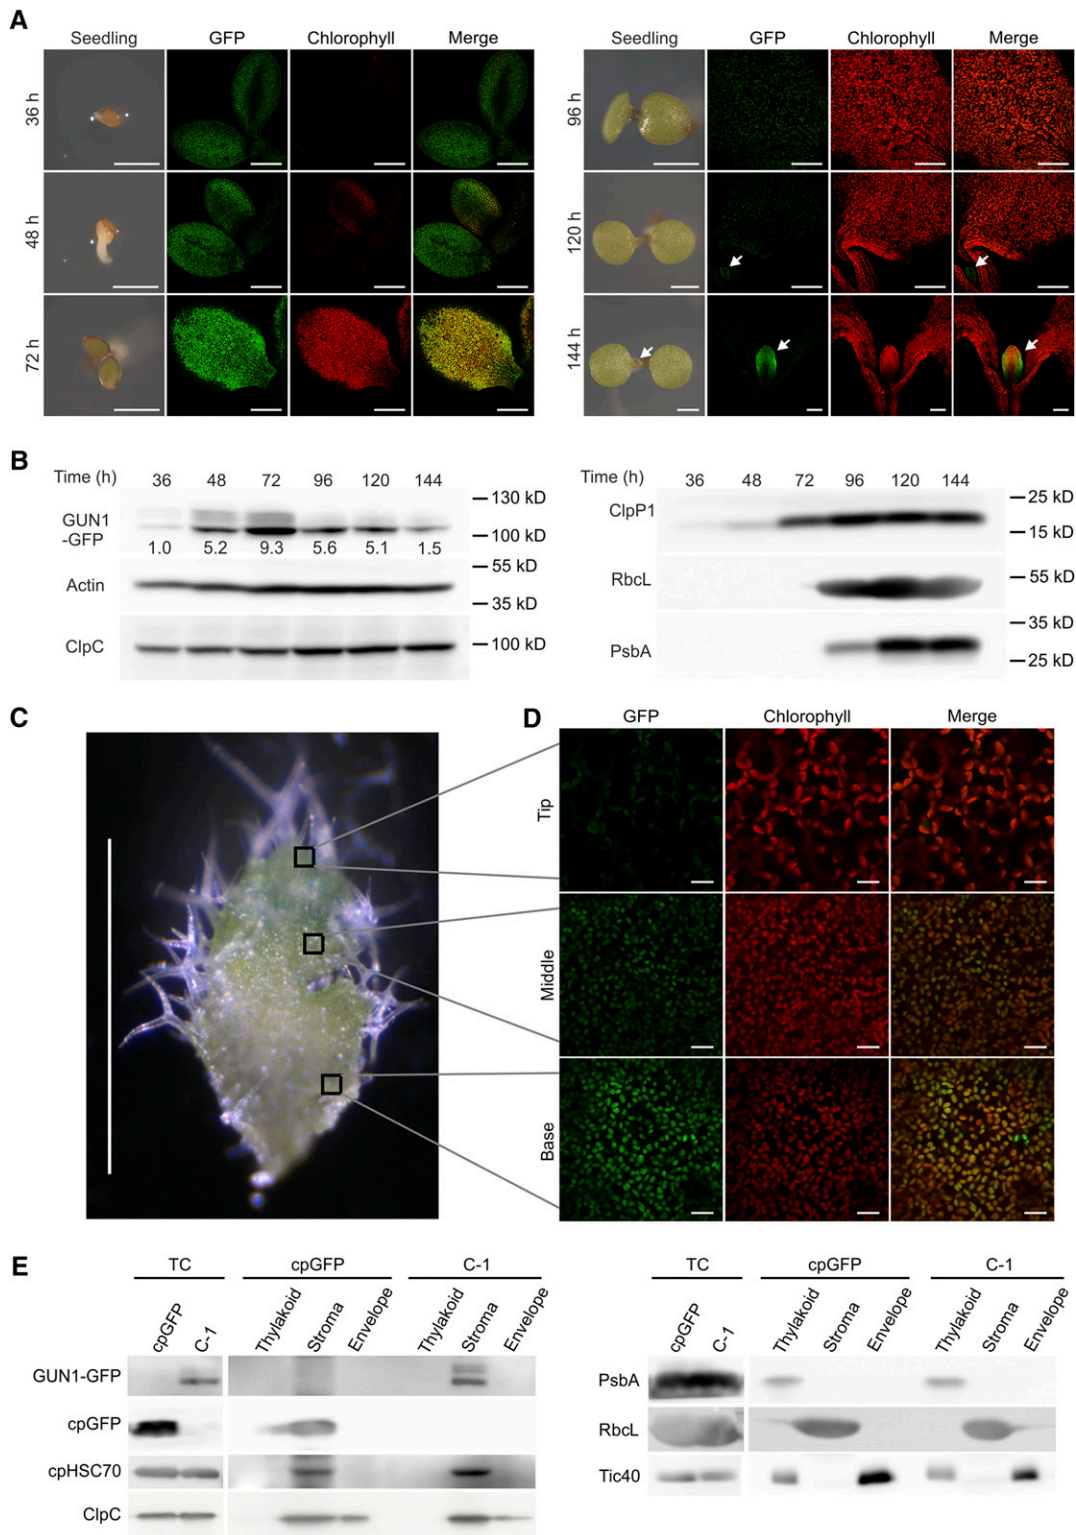 A
Seedling GFP Chlorophyll Merge
36 h
48 h
72 h
Seedling GFP Chlorophyll Merge
96 h
120 h
144 h
B
Time (h) 36 48 72 96 120 144
GUN1
-GFP
1.0 5.2 9.3 5.6 5.1 1.5
130 kD
100 kD
55 kD
Actin
35 kD
ClpC
100 kD
Time (h) 36 48 72 96 120 144
ClpP1
25 kD
15 kD
RbcL
55 kD
35 kD
PsbA
25 kD
C
D
GFP Chlorophyll Merge
Tip
Middle
Base
E
TC cpGFP C-1
cpGFP C-1 Thylakoid Stroma Envelope Thylakoid Stroma Envelope
GUN1-GFP
cpGFP
cpHSC70
ClpC
TC cpGFP C-1
cpGFP C-1 Thylakoid Stroma Envelope Thylakoid Stroma Envelope
PsbA
RbcL
Tic40